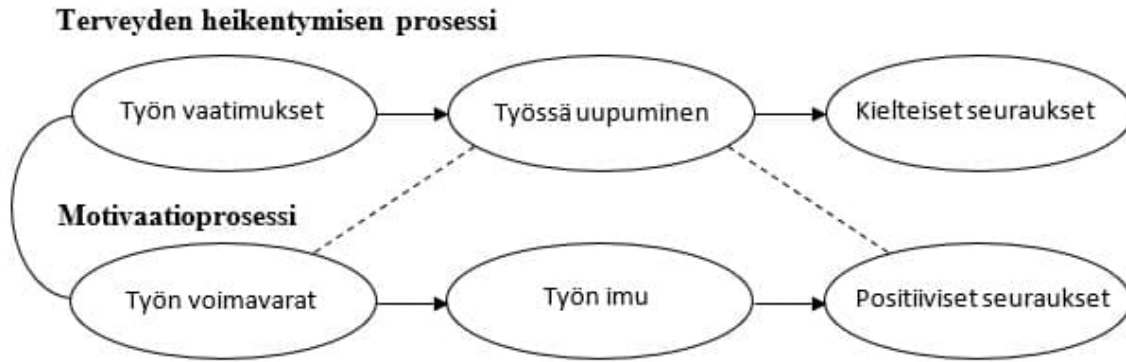 Terveyden heikentymisen prosessi
Työn vaatimukset
Työssä uupuminen
Kielteiset seuraukset
Motivaatioprosessi
Työn voimavarat
Työn imu
Positiiviset seuraukset